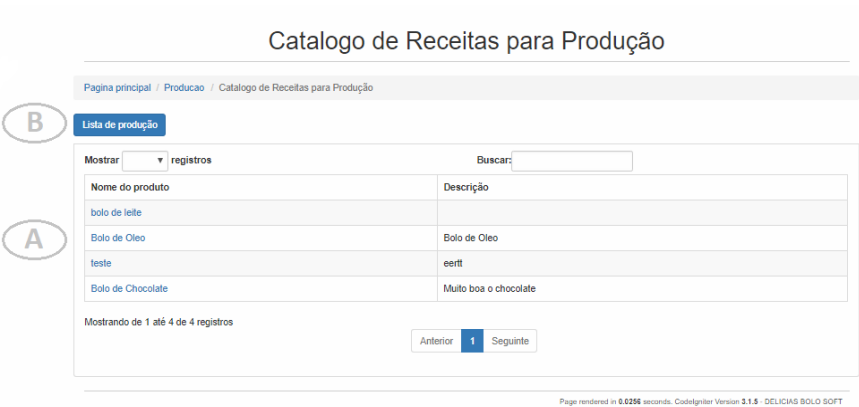 Catalogo de Receitas para Produção
Pagina principal / Producao / Catalogo de Receitas para Produção
B
Lista de produção
Mostrar ▼ registros Buscar:
Nome do produto Descrição
bolo de leite
A
Bolo de Oleo Bolo de Oleo
teste eertt
Bolo de Chocolate Muito boa o chocolate
Mostrando de 1 até 4 de 4 registros
Anterior 1 Seguinte
Page rendered in 0.0256 seconds. CodeIgniter Version 3.1.5 - DELICIAS BOLO SOFT